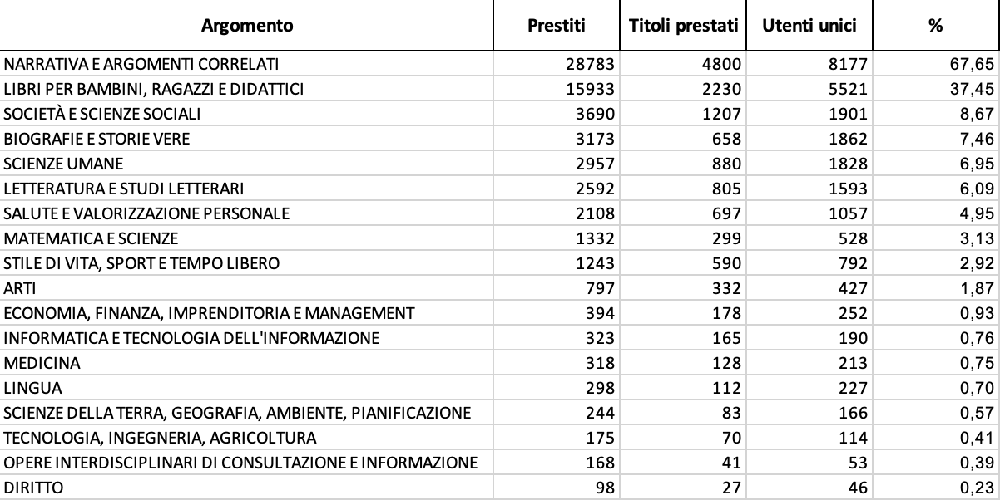 Argomento Prestiti Titoli prestati Utenti unici %
NARRATIVA E ARGOMENTI CORRELATI 28783 4800 8177 67,65
LIBRI PER BAMBINI, RAGAZZI E DIDATTICI 15933 2230 5521 37,45
SOCIETÀ E SCIENZE SOCIALI 3690 1207 1901 8,67
BIOGRAFIE E STORIE VERE 3173 658 1862 7,46
SCIENZE UMANE 2957 880 1828 6,95
LETTERATURA E STUDI LETTERARI 2592 805 1593 6,09
SALUTE E VALORIZZAZIONE PERSONALE 2108 697 1057 4,95
MATEMATICA E SCIENZE 1332 299 528 3,13
STILE DI VITA, SPORT E TEMPO LIBERO 1243 590 792 2,92
ARTI 797 332 427 1,87
ECONOMIA, FINANZA, IMPRENDITORIA E MANAGEMENT 394 178 252 0,93
INFORMATICA E TECNOLOGIA DELL'INFORMAZIONE 323 165 190 0,76
MEDICINA 318 128 213 0,75
LINGUA 298 112 227 0,70
SCIENZE DELLA TERRA, GEOGRAFIA, AMBIENTE, PIANIFICAZIONE 244 83 166 0,57
TECNOLOGIA, INGEGNERIA, AGRICOLTURA 175 70 114 0,41
OPERE INTERDISCIPLINARI DI CONSULTAZIONE E INFORMAZIONE 168 41 53 0,39
DIRITTO 98 27 46 0,23